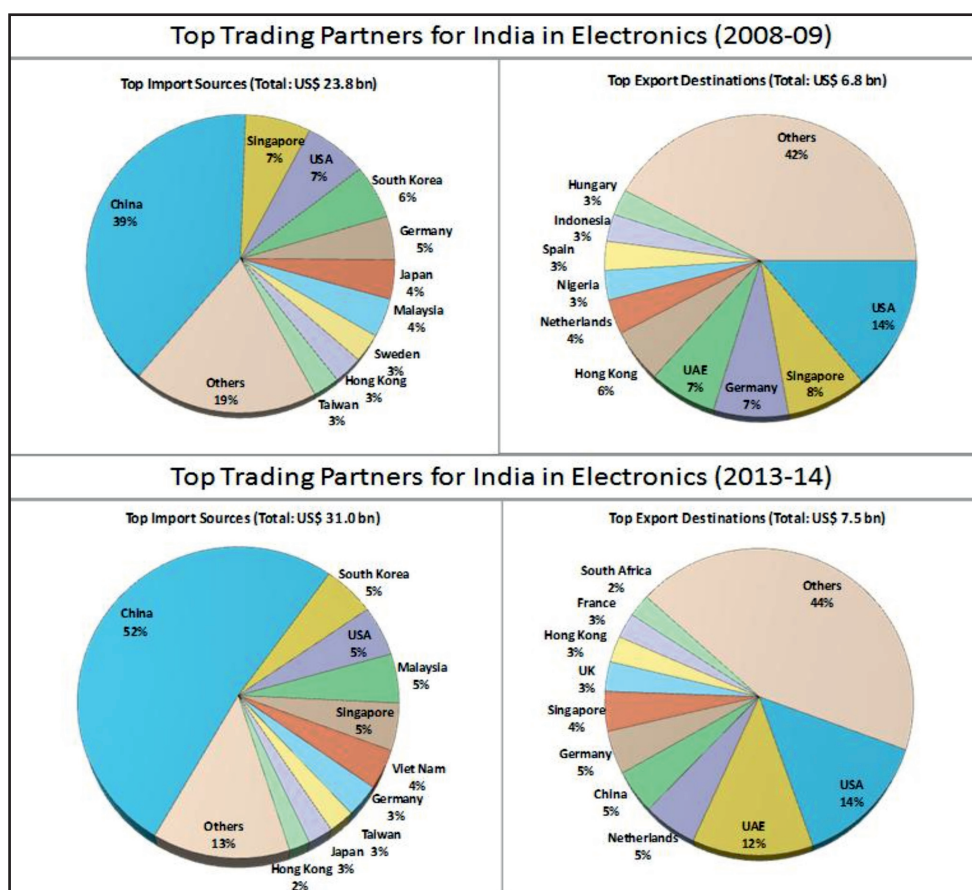 Top Trading Partners for India in Electronics (2008-09)
Top Import Sources (Total: US$ 23.8 bn)
China
39%
Singapore
7%
USA
7%
South Korea
6%
Germany
5%
Japan
4%
Malaysia
4%
Sweden
3%
Hong Kong
3%
Taiwan
3%
Others
19%
Top Export Destinations (Total: US$ 6.8 bn)
Others
42%
Hungary
3%
Indonesia
3%
Spain
3%
Nigeria
3%
Netherlands
4%
Hong Kong
6%
UAE
7%
Germany
7%
Singapore
8%
USA
14%
Top Trading Partners for India in Electronics (2013-14)
Top Import Sources (Total: US$ 31.0 bn)
China
52%
South Korea
5%
USA
5%
Malaysia
5%
Singapore
5%
Viet Nam
4%
Germany
3%
Taiwan
3%
Japan
3%
Hong Kong
2%
Others
13%
Top Export Destinations (Total: US$ 7.5 bn)
Others
44%
South Africa
2%
France
3%
Hong Kong
3%
UK
3%
Singapore
4%
Germany
5%
China
5%
Netherlands
5%
UAE
12%
USA
14%